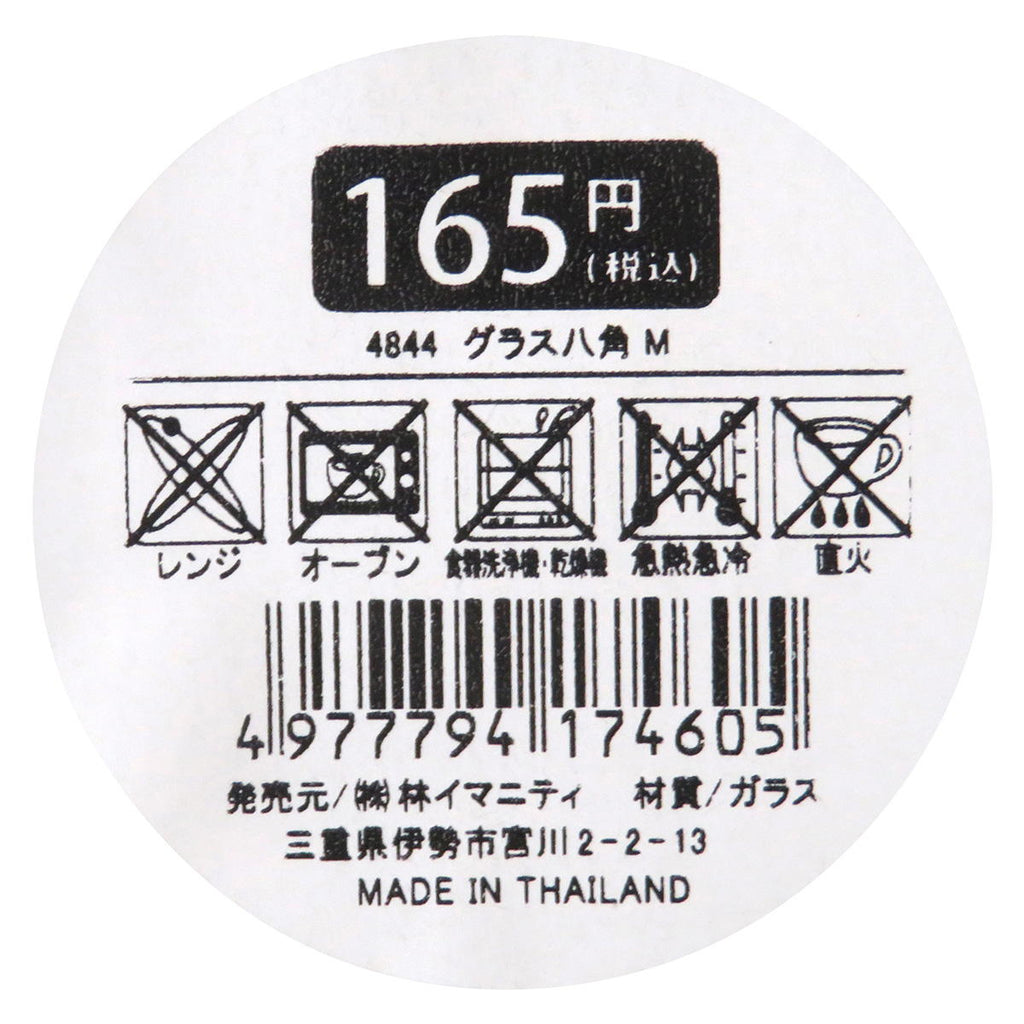 165円(税込)
4844 グラス八角 M
レンジ オーブン 食器洗浄機・乾燥機 急熱急冷 直火
4 977794 174605
発売元/㈱林イマニティ 材質/ガラス
三重県伊勢市宮川2-2-13
MADE IN THAILAND